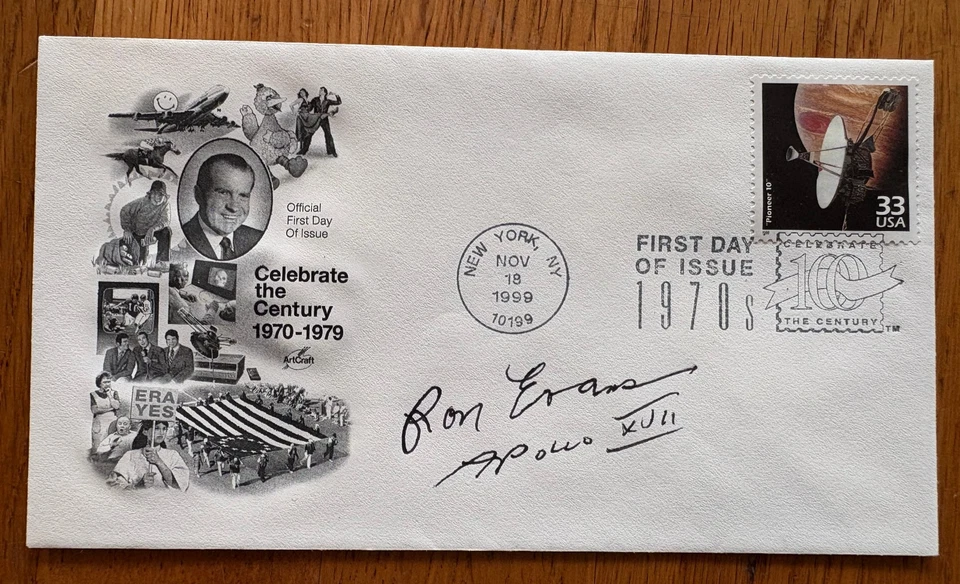 Official
First Day
Of Issue
Celebrate
the
Century
1970-1979
ArtCraft
ERA
YES
NEW YORK, NY
NOV
18
1999
10199
FIRST DAY
OF ISSUE
1970s
"Pioneer 10"
33
USA
CELEBRATE
100
THE CENTURY
TM
Ron Evans
Apollo XVII